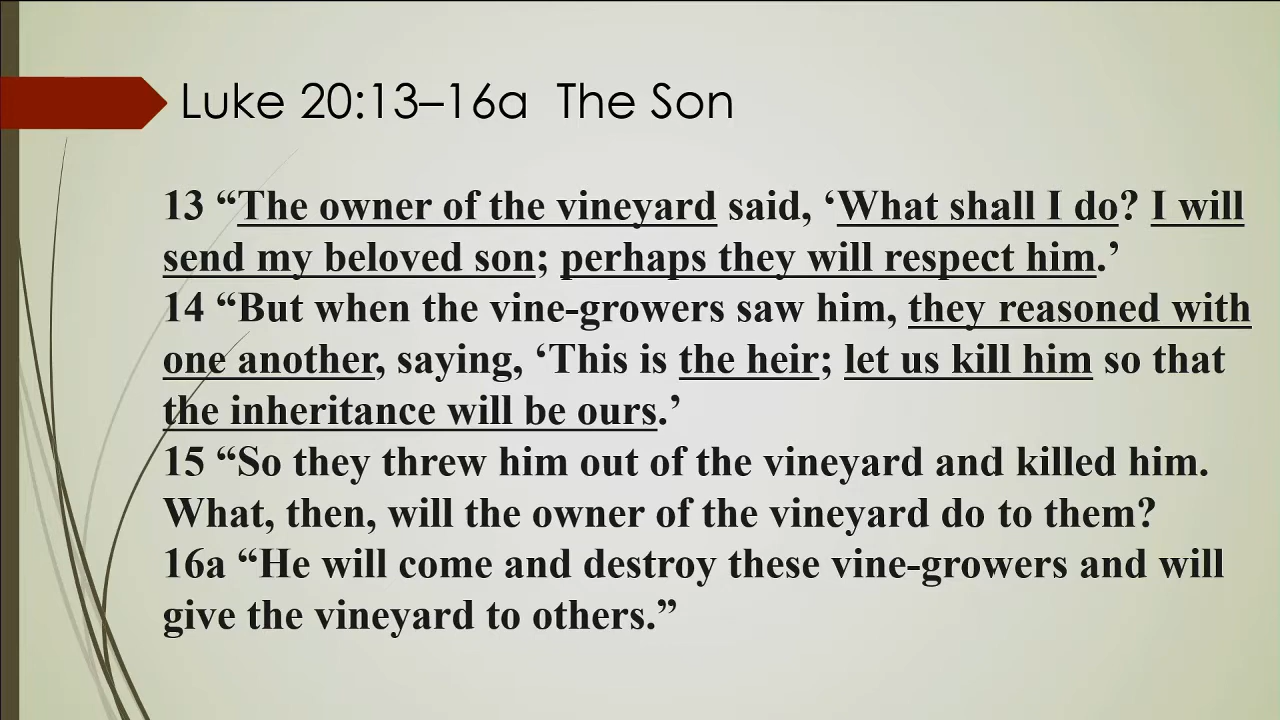 Luke 20:13–16a  The Son
13 “The owner of the vineyard said, ‘What shall I do? I will
send my beloved son; perhaps they will respect him.’
14 “But when the vine-growers saw him, they reasoned with
one another, saying, ‘This is the heir; let us kill him so that
the inheritance will be ours.’
15 “So they threw him out of the vineyard and killed him.
What, then, will the owner of the vineyard do to them?
16a “He will come and destroy these vine-growers and will
give the vineyard to others.”